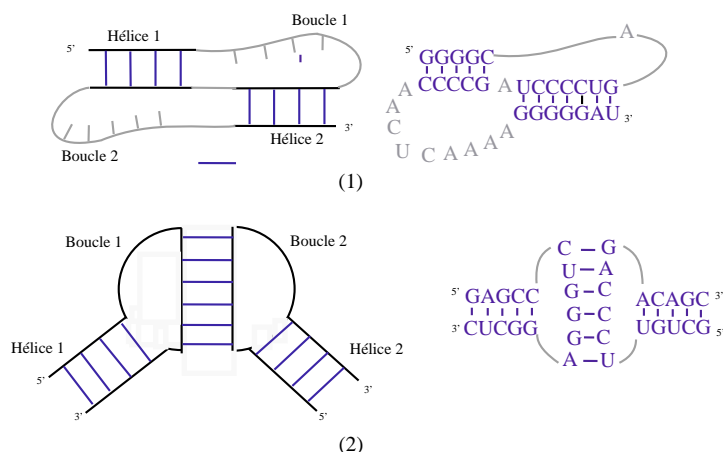 Boucle 1
Hélice 1
5’
Hélice 2
3’
Boucle 2
A
5’
GGGGC
CCCCG
A
UCCCCUG
GGGGGAU
3’
A
A
C
U
C
A
A
A
A
A
(1)
Boucle 1
Boucle 2
Hélice 1
Hélice 2
5’
3’
3’
5’
C G
U A
G C
G C
G C
A U
5’ GAGCC
3’ CUCGG
ACAGC 3’
UGUCG 5’
(2)